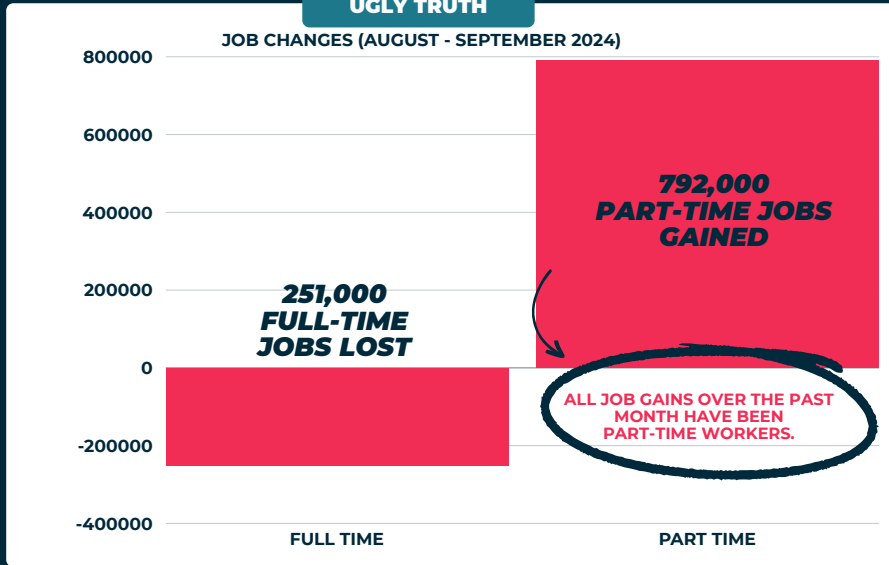 UGLY TRUTH
JOB CHANGES (AUGUST - SEPTEMBER 2024)
800000
600000
400000
200000
0
-200000
-400000
792,000
PART-TIME JOBS
GAINED
251,000
FULL-TIME
JOBS LOST
ALL JOB GAINS OVER THE PAST
MONTH HAVE BEEN
PART-TIME WORKERS.
FULL TIME
PART TIME